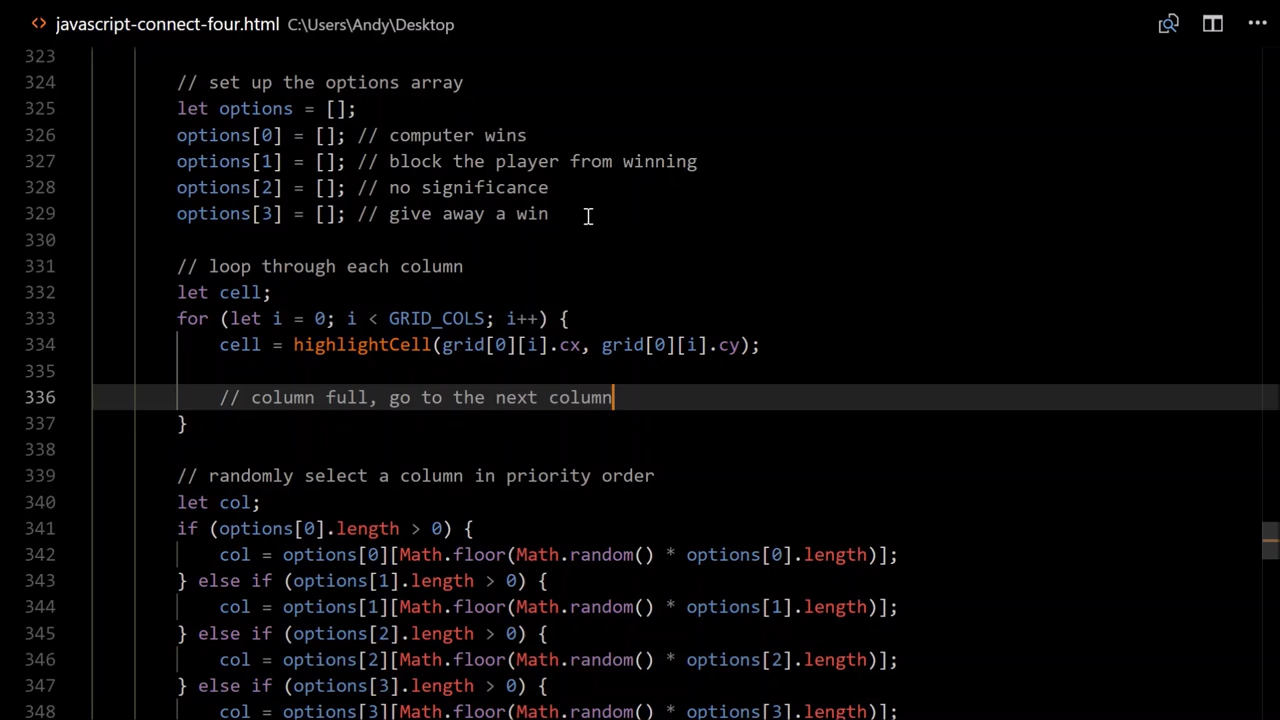 <> javascript-connect-four.html C:\Users\Andy\Desktop ...
323
324 // set up the options array
325 let options = [];
326 options[0] = []; // computer wins
327 options[1] = []; // block the player from winning
328 options[2] = []; // no significance
329 options[3] = []; // give away a win
330
331 // loop through each column
332 let cell;
333 for (let i = 0; i < GRID_COLS; i++) {
334 cell = highlightCell(grid[0][i].cx, grid[0][i].cy);
335
336 // column full, go to the next column
337 }
338
339 // randomly select a column in priority order
340 let col;
341 if (options[0].length > 0) {
342 col = options[0][Math.floor(Math.random() * options[0].length)];
343 } else if (options[1].length > 0) {
344 col = options[1][Math.floor(Math.random() * options[1].length)];
345 } else if (options[2].length > 0) {
346 col = options[2][Math.floor(Math.random() * options[2].length)];
347 } else if (options[3].length > 0) {
348 col = options[3][Math.floor(Math.random() * options[3].length)];